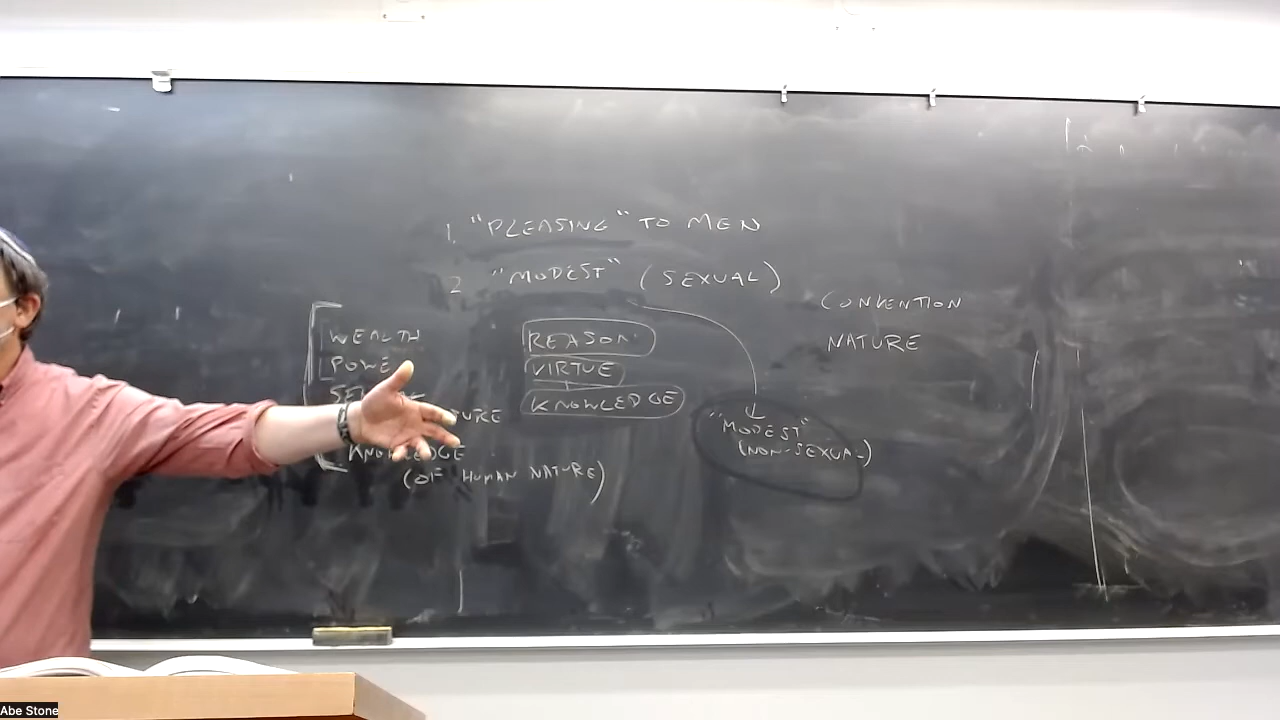 1. "PLEASING" TO MEN
2 "MODEST" (SEXUAL)
CONVENTION
NATURE
WEALTH
POWE
REASON
VIRTUE
KNOWLEDGE
"MODEST"
(NON-SEXUAL)
KNOWLEDGE
(OF HUMAN NATURE)
Abe Stone